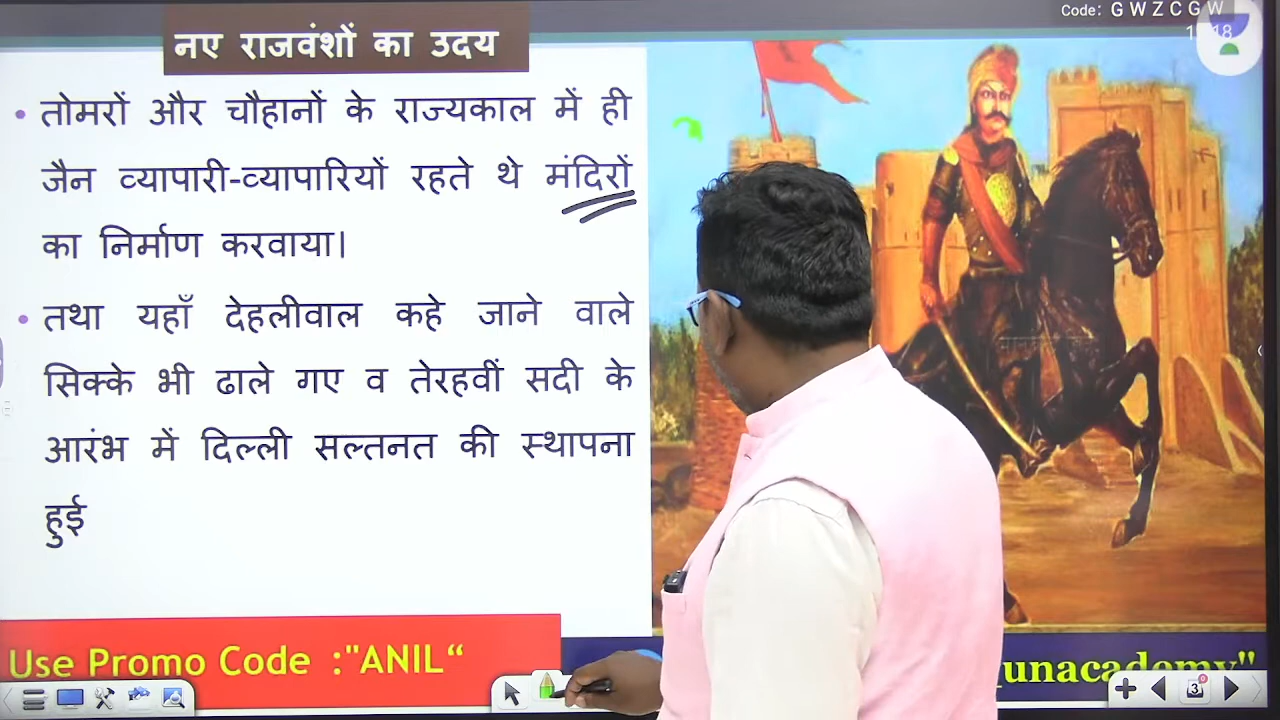 Code: G W Z C G W
नए राजवंशों का उदय
• तोमरों और चौहानों के राज्यकाल में ही
जैन व्यापारी-व्यापारियों रहते थे मंदिरों
का निर्माण करवाया।
• तथा यहाँ देहलीवाल कहे जाने वाले
सिक्के भी ढाले गए व तेरहवीं सदी के
आरंभ में दिल्ली सल्तनत की स्थापना
हुई
Use Promo Code :"ANIL“
unacademy"
3